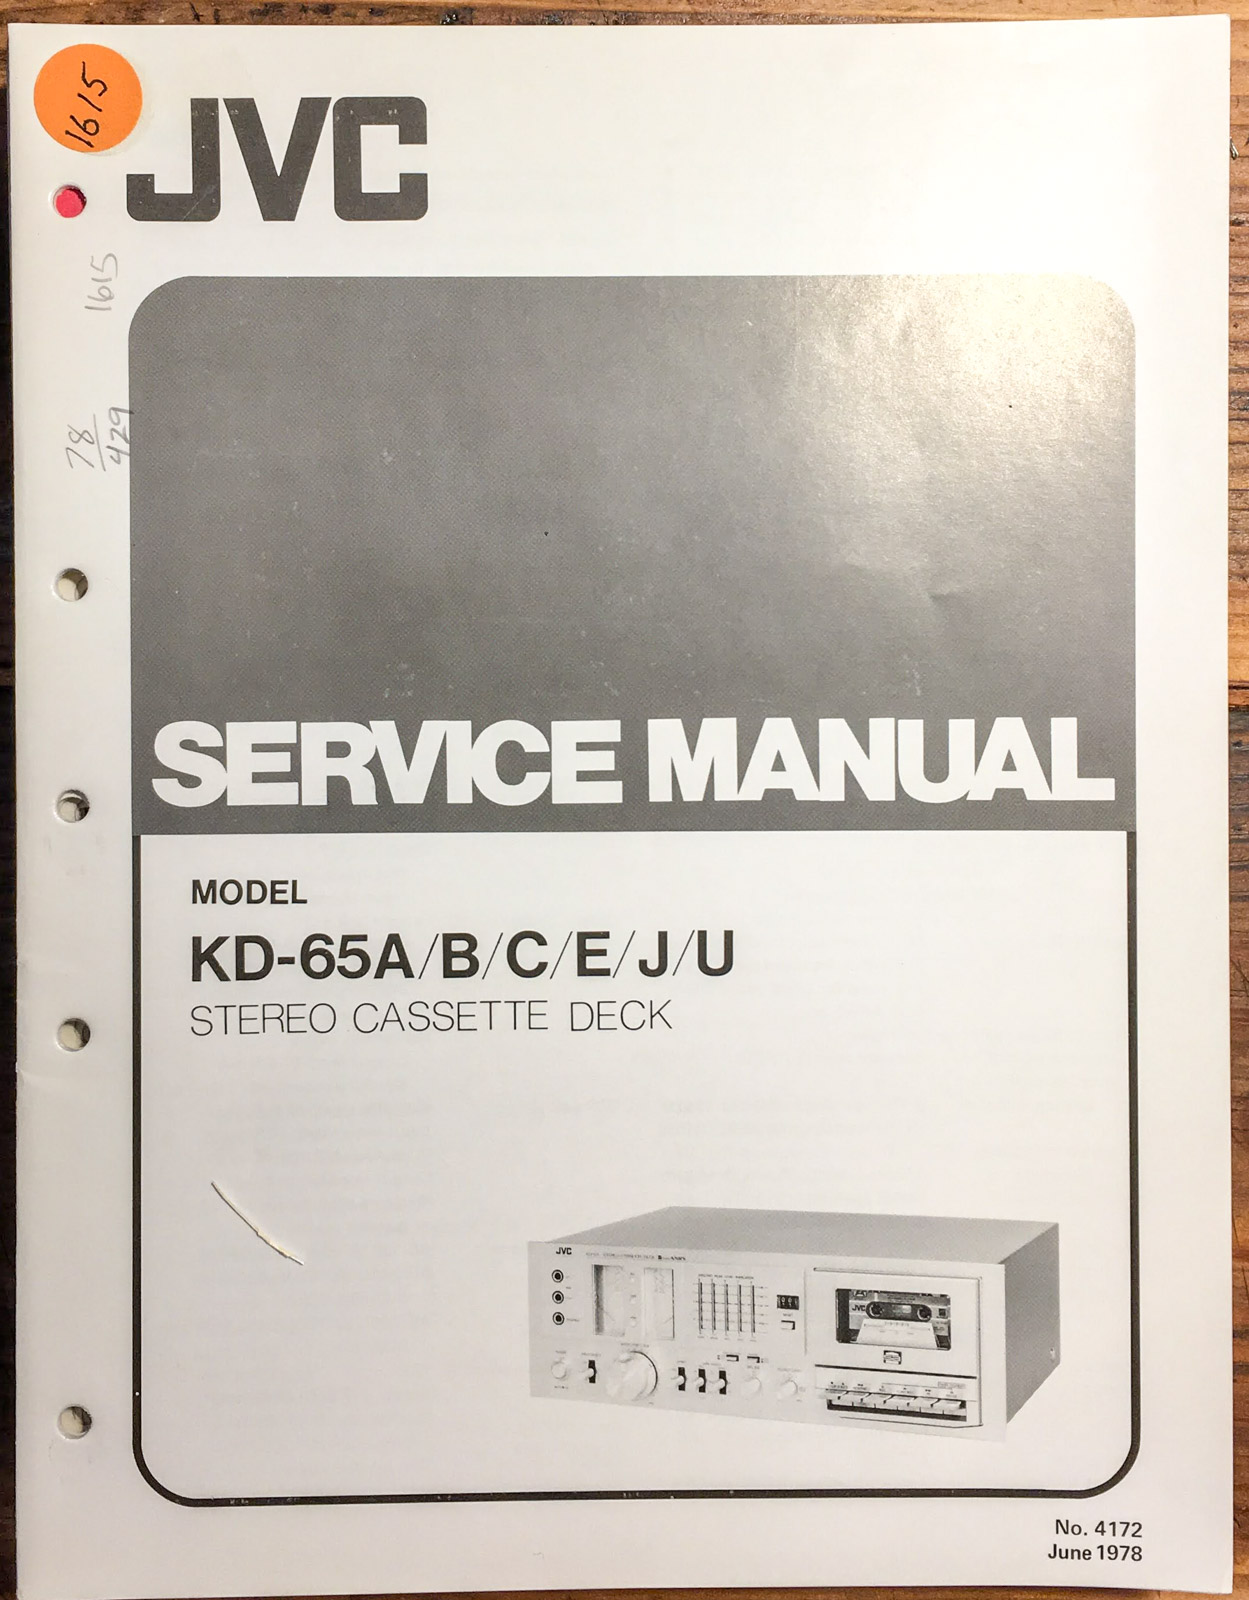 1615
JVC
1615
78
429
SERVICE MANUAL
MODEL
KD-65A/B/C/E/J/U
STEREO CASSETTE DECK
JVC
JVC
No. 4172
June 1978